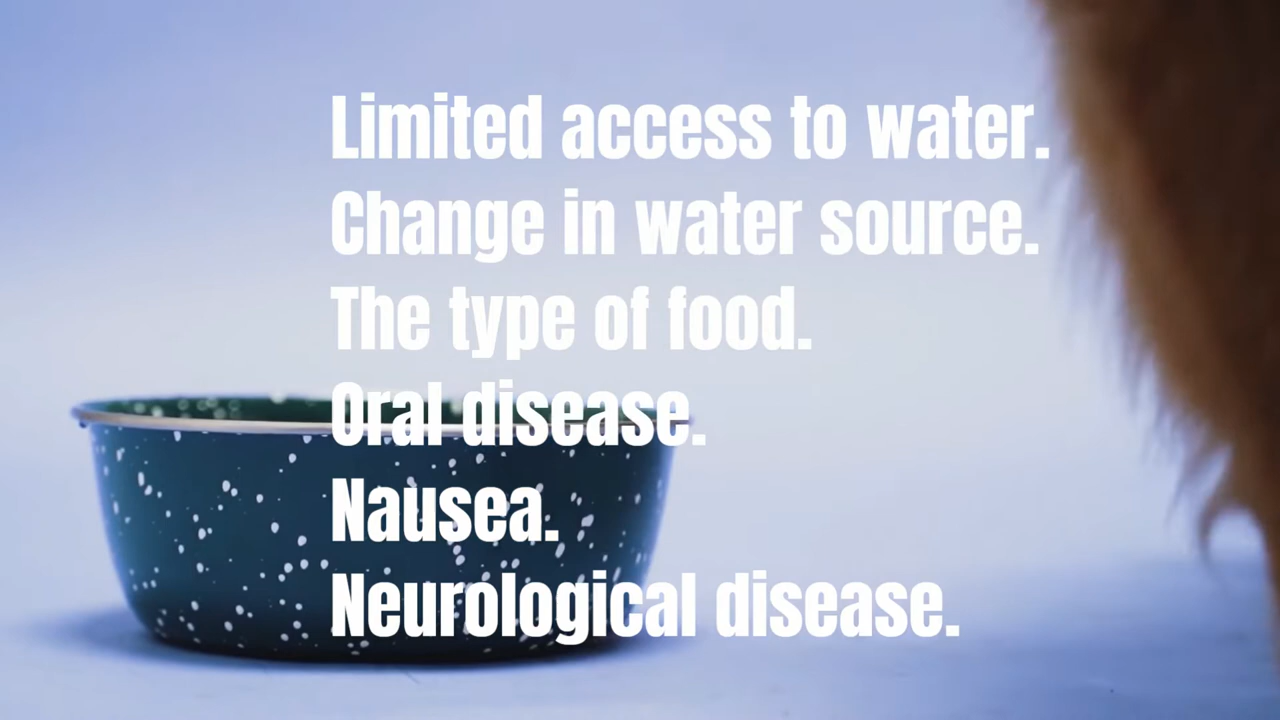 Limited access to water.
Change in water source.
The type of food.
Oral disease.
Nausea.
Neurological disease.